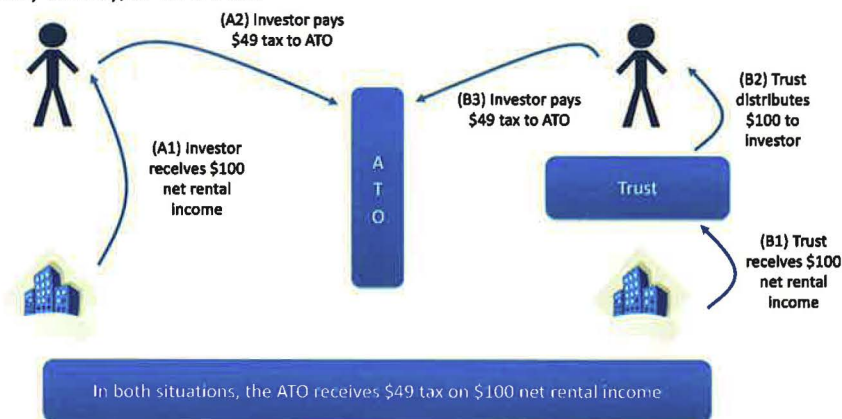 (A2) Investor pays
$49 tax to ATO
(B3) Investor pays
$49 tax to ATO
(B2) Trust
distributes
$100 to
investor
(A1) Investor
receives $100
net rental
income
A
T
O
Trust
(B1) Trust
receives $100
net rental
income
In both situations, the ATO receives $49 tax on $100 net rental income